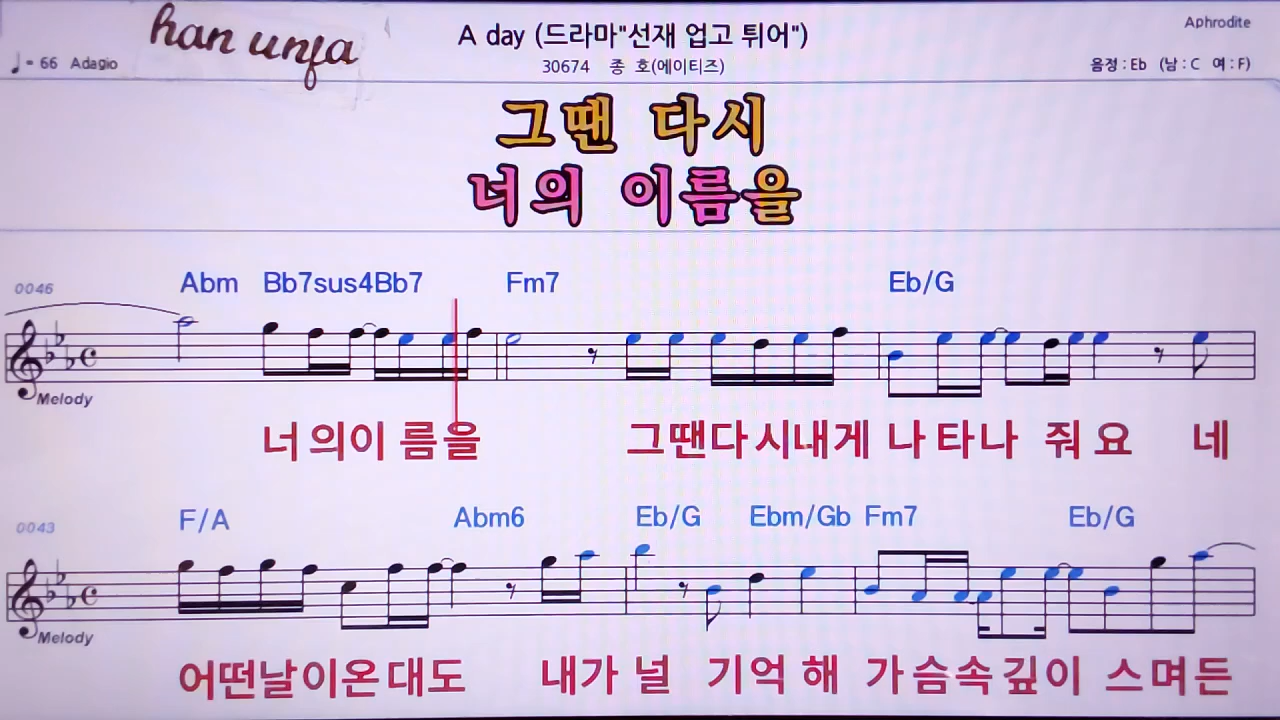 han unja
A day (드라마"선재 업고 튀어")
Aphrodite
♩= 66 Adagio
30674 종 호(에이티즈)
음정 : Eb (남 : C 여 : F)
그땐 다시
너의 이름을
0046
Abm Bb7sus4Bb7 Fm7 Eb/G
Melody
너 의이 름 을 그땐다 시내게 나 타나 줘 요 네
0043
F/A Abm6 Eb/G Ebm/Gb Fm7 Eb/G
Melody
어떤날이온 대도 내가 널 기억 해 가 슴속 깊이 스 며든